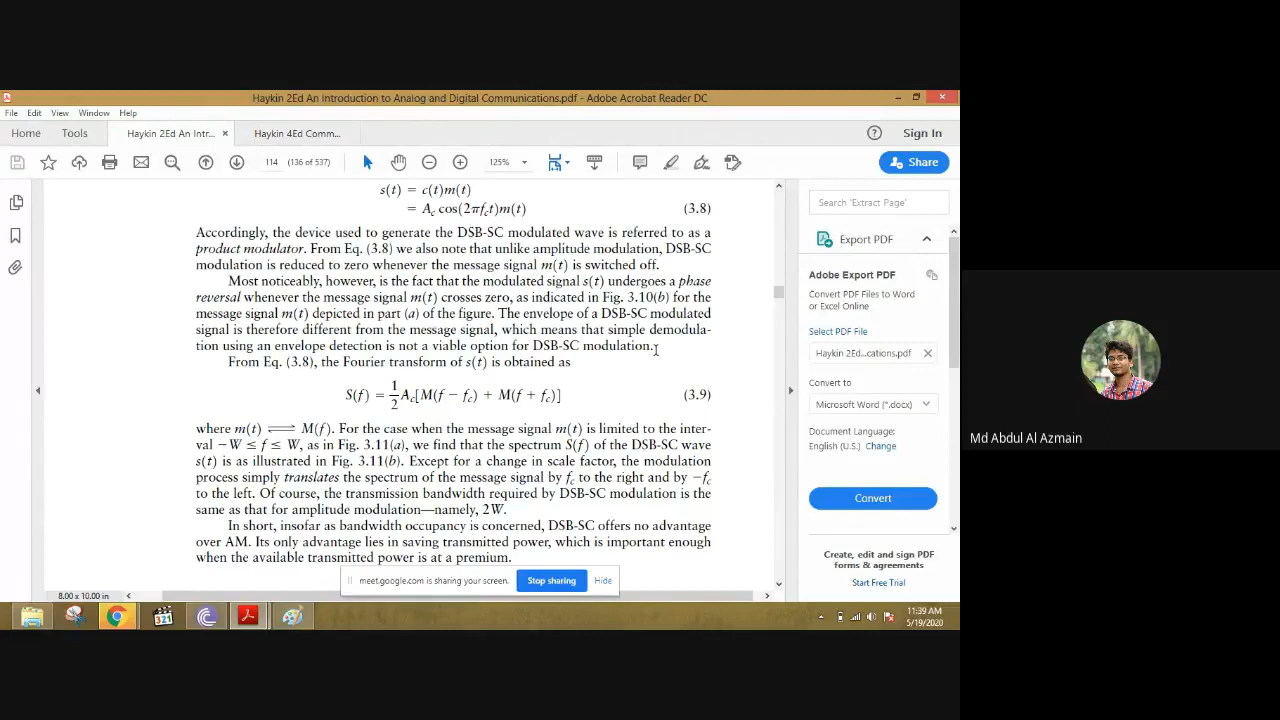 Haykin 2Ed An Introduction to Analog and Digital Communications.pdf - Adobe Acrobat Reader DC
File Edit View Window Help
Home Tools Haykin 2Ed An Intr... × Haykin 4Ed Comm... Sign In
114 (136 of 537) 125% Share
s(t) = c(t)m(t)
= A_c cos(2πf_ct)m(t) (3.8)
Accordingly, the device used to generate the DSB-SC modulated wave is referred to as a
product modulator. From Eq. (3.8) we also note that unlike amplitude modulation, DSB-SC
modulation is reduced to zero whenever the message signal m(t) is switched off.
Most noticeably, however, is the fact that the modulated signal s(t) undergoes a phase
reversal whenever the message signal m(t) crosses zero, as indicated in Fig. 3.10(b) for the
message signal m(t) depicted in part (a) of the figure. The envelope of a DSB-SC modulated
signal is therefore different from the message signal, which means that simple demodula-
tion using an envelope detection is not a viable option for DSB-SC modulation.
From Eq. (3.8), the Fourier transform of s(t) is obtained as
S(f) = 1/2 A_c[M(f − f_c) + M(f + f_c)] (3.9)
where m(t) ⇌ M(f). For the case when the message signal m(t) is limited to the inter-
val −W ≤ f ≤ W, as in Fig. 3.11(a), we find that the spectrum S(f) of the DSB-SC wave
s(t) is as illustrated in Fig. 3.11(b). Except for a change in scale factor, the modulation
process simply translates the spectrum of the message signal by f_c to the right and by −f_c
to the left. Of course, the transmission bandwidth required by DSB-SC modulation is the
same as that for amplitude modulation—namely, 2W.
In short, insofar as bandwidth occupancy is concerned, DSB-SC offers no advantage
over AM. Its only advantage lies in saving transmitted power, which is important enough
when the available transmitted power is at a premium.
8.00 x 10.00 in
meet.google.com is sharing your screen. Stop sharing Hide
Search 'Extract Page'
Export PDF
Adobe Export PDF
Convert PDF Files to Word
or Excel Online
Select PDF File
Haykin 2Ed...cations.pdf
Convert to
Microsoft Word (*.docx)
Document Language:
English (U.S.) Change
Convert
Create, edit and sign PDF
forms & agreements
Start Free Trial
321
11:39 AM
5/19/2020
Md Abdul Al Azmain